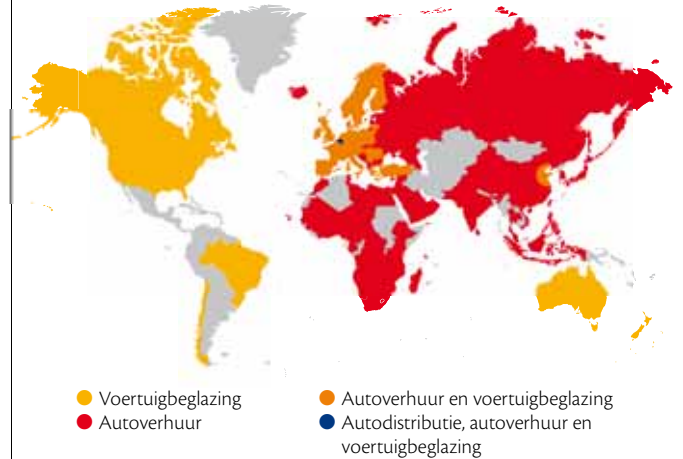 Voertuigbeglazing
Autoverhuur
Autoverhuur en voertuigbeglazing
Autodistributie, autoverhuur en
voertuigbeglazing